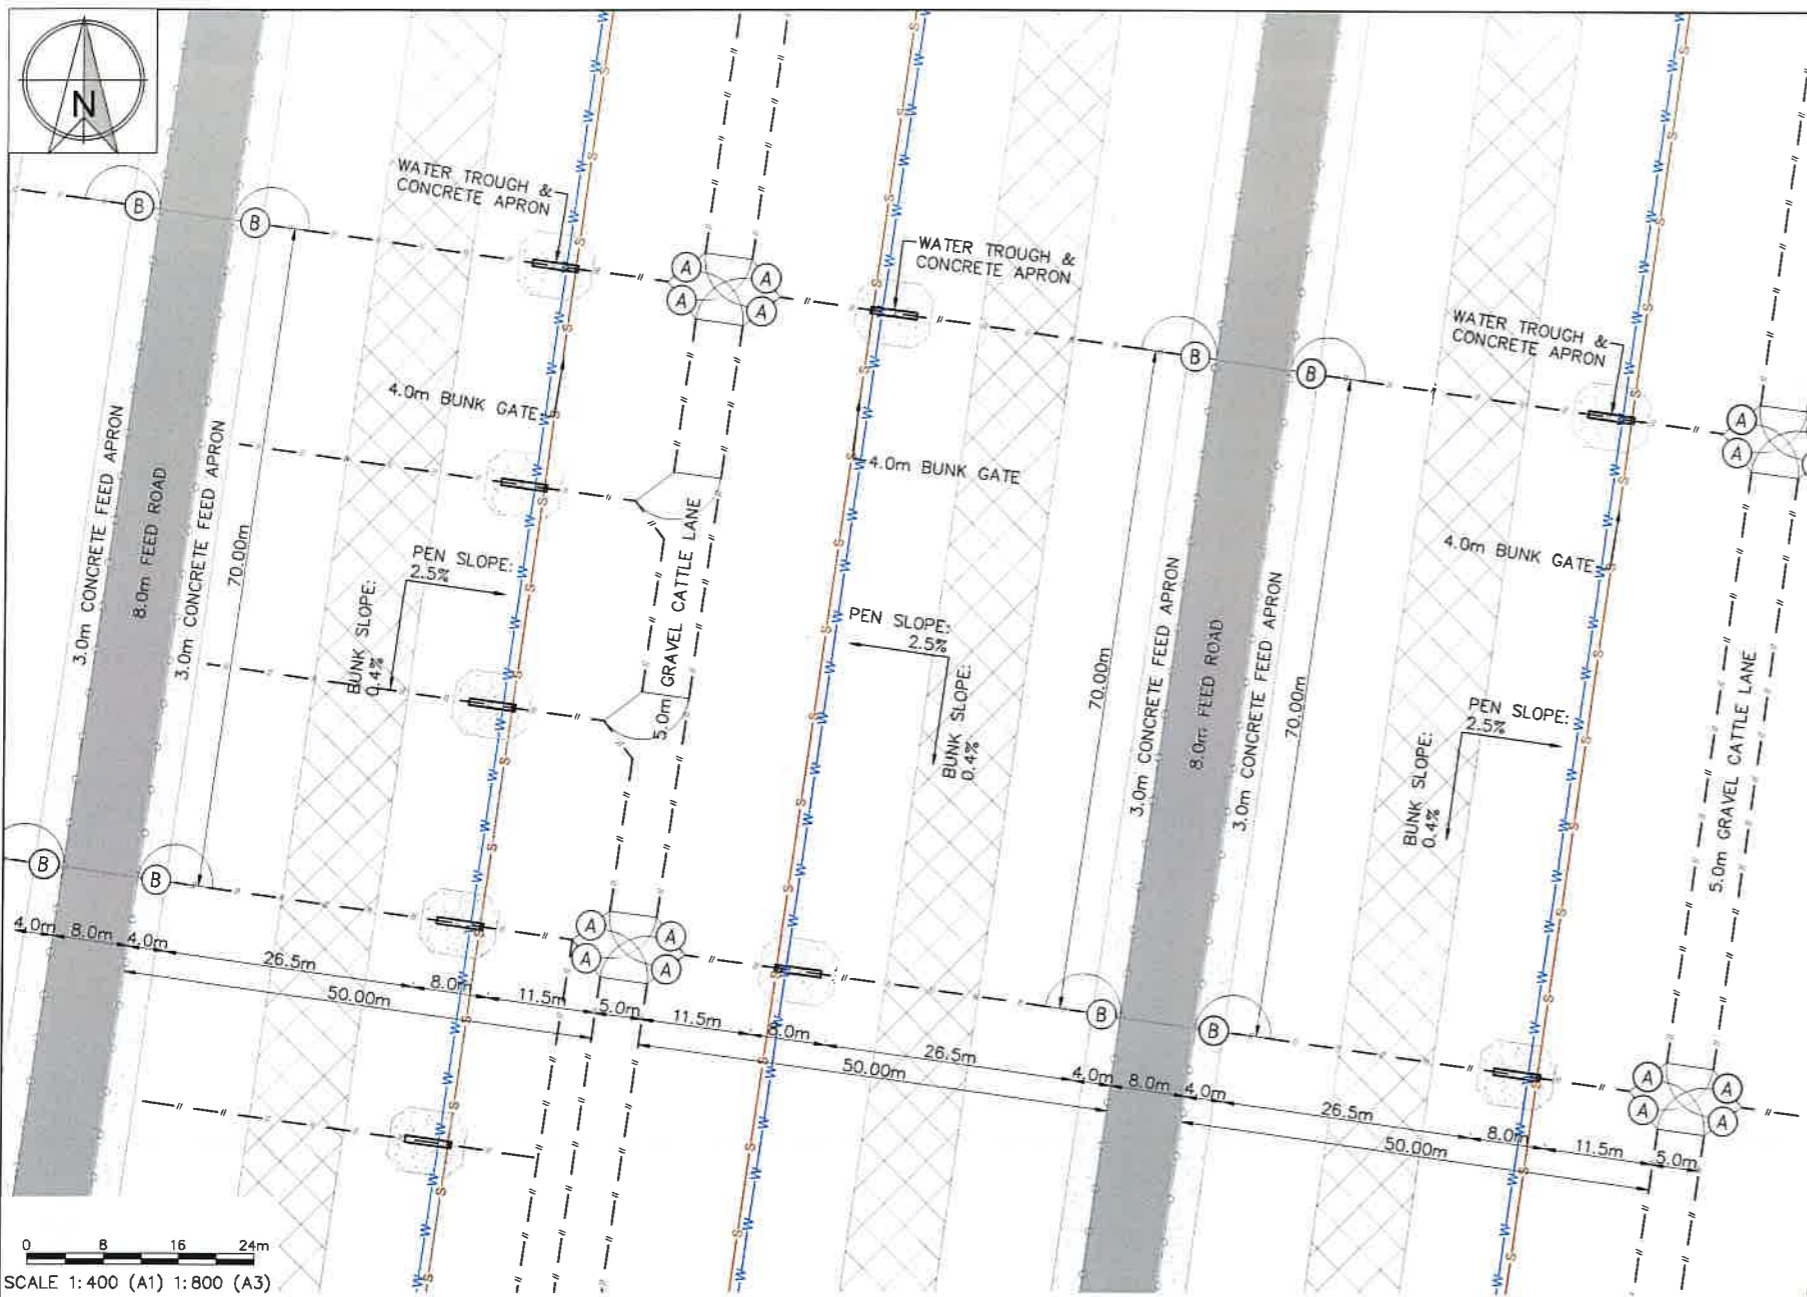 N
WATER TROUGH &
CONCRETE APRON
WATER TROUGH &
CONCRETE APRON
WATER TROUGH &
CONCRETE APRON
B
B
A
A
A
A
B
B
A
A
4.0m BUNK GATE
4.0m BUNK GATE
4.0m BUNK GATE
3.0m CONCRETE FEED APRON
8.0m FEED ROAD
3.0m CONCRETE FEED APRON
70.00m
PEN SLOPE:
2.5%
BUNK SLOPE:
0.4%
5.0m GRAVEL CATTLE LANE
PEN SLOPE:
2.5%
BUNK SLOPE:
0.4%
70.00m
3.0m CONCRETE FEED APRON
8.0m FEED ROAD
3.0m CONCRETE FEED APRON
70.00m
PEN SLOPE:
2.5%
BUNK SLOPE:
0.4%
5.0m GRAVEL CATTLE LANE
B
B
A
A
A
A
B
B
A
A
A
A
4.0m
8.0m
4.0m
26.5m
8.0m
11.5m
5.0m
11.5m
8.0m
26.5m
4.0m
8.0m
4.0m
26.5m
8.0m
11.5m
5.0m
50.00m
50.00m
50.00m
0 8 16 24m
SCALE 1:400 (A1) 1:800 (A3)